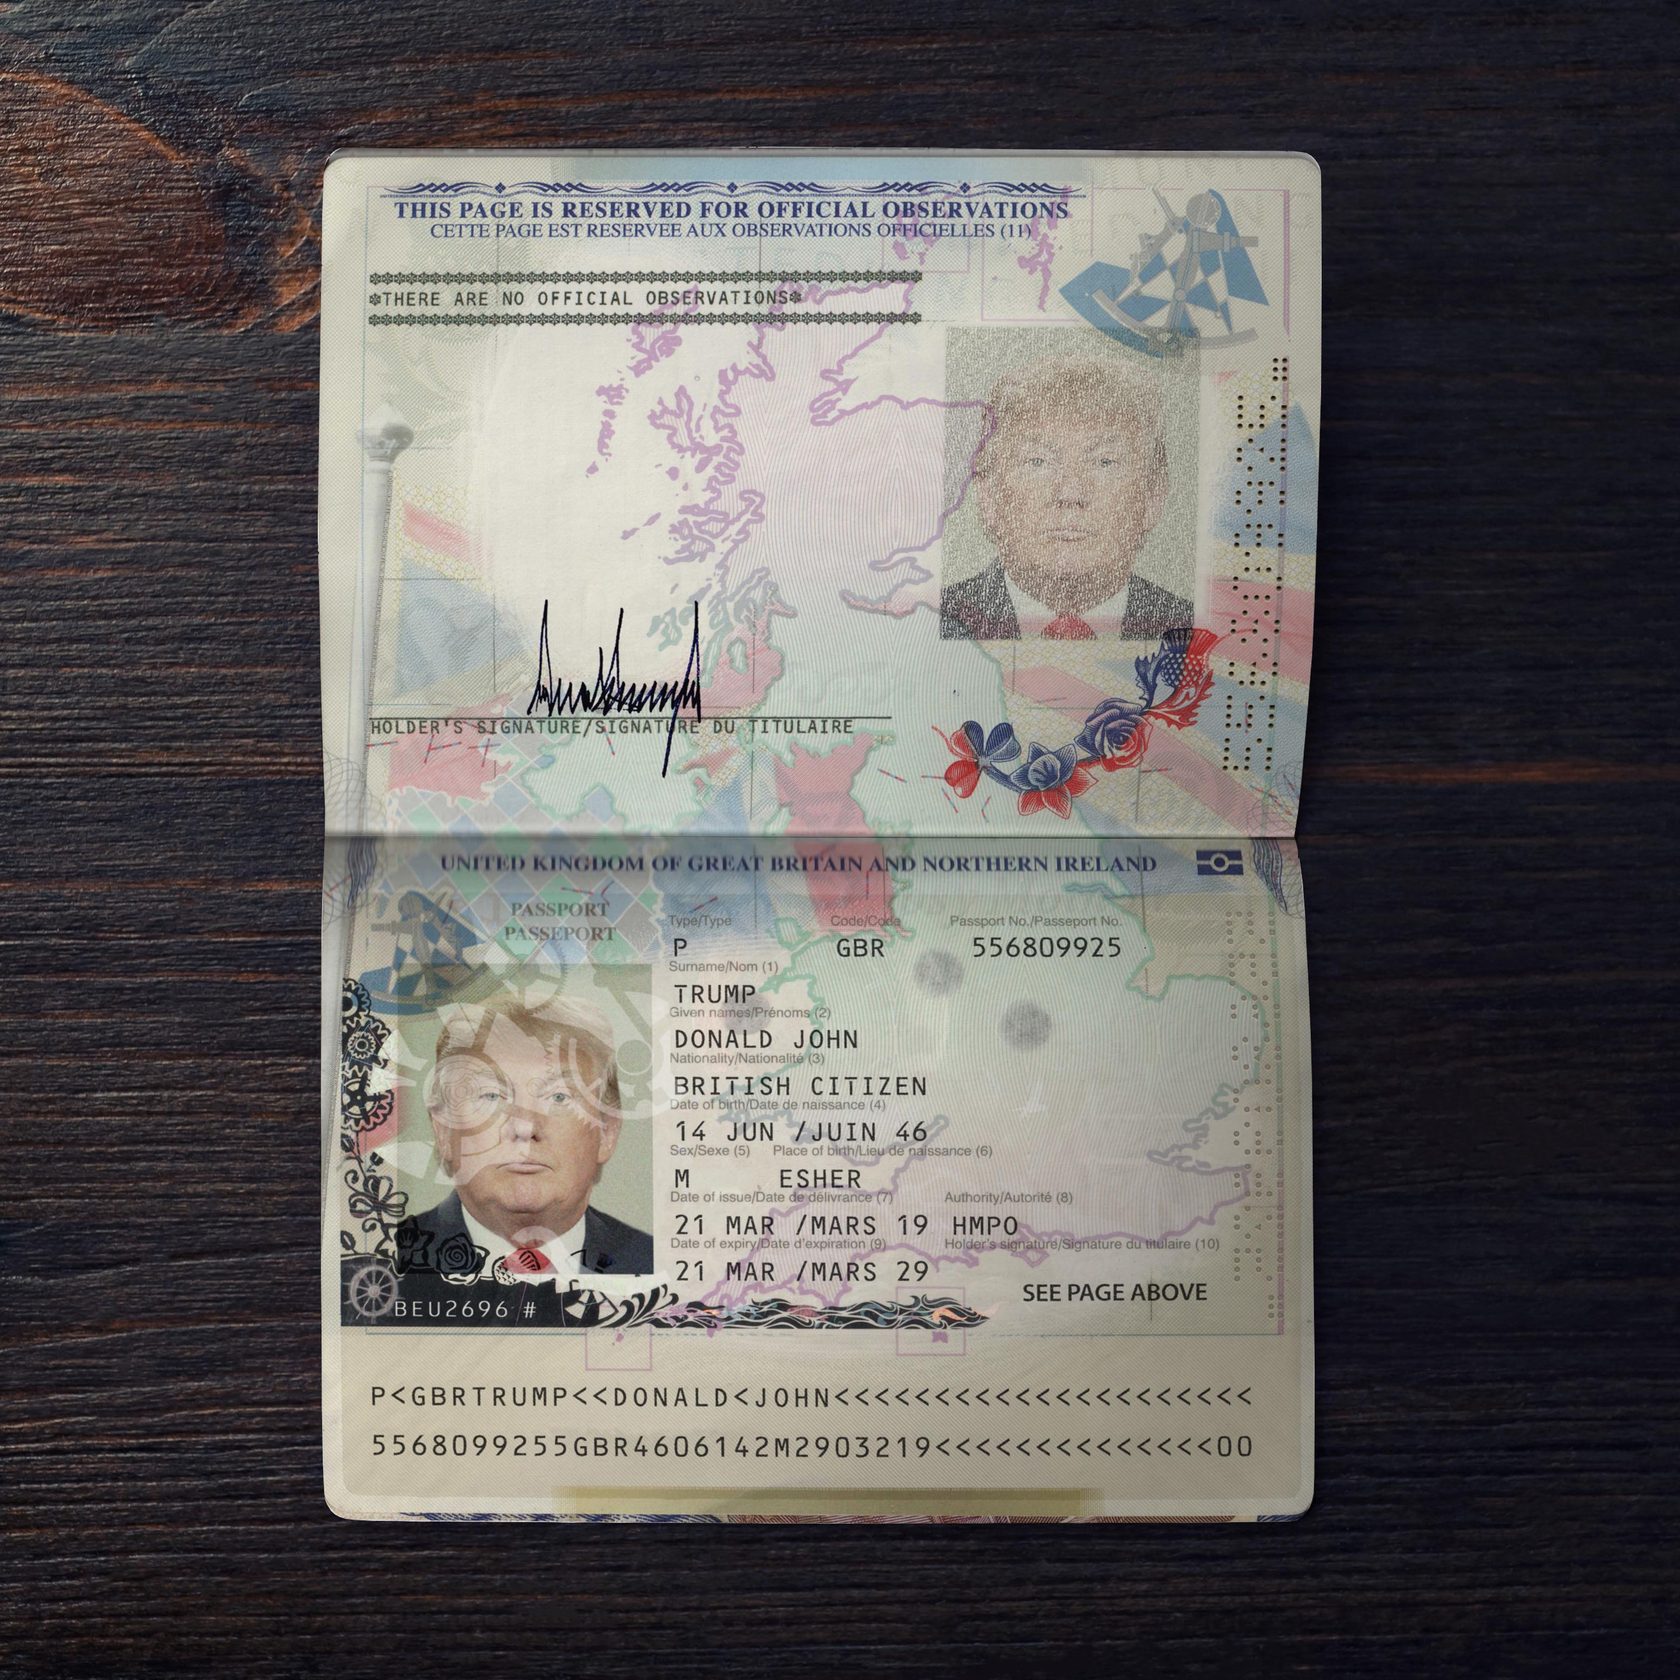 THIS PAGE IS RESERVED FOR OFFICIAL OBSERVATIONS
CETTE PAGE EST RESERVEE AUX OBSERVATIONS OFFICIELLES (11)
*THERE ARE NO OFFICIAL OBSERVATIONS*
HOLDER'S SIGNATURE/SIGNATURE DU TITULAIRE
UNITED KINGDOM OF GREAT BRITAIN AND NORTHERN IRELAND
PASSPORT
PASSEPORT
Type/Type Code/Code Passport No./Passeport No.
P GBR 556809925
Surname/Nom (1)
TRUMP
Given names/Prénoms (2)
DONALD JOHN
Nationality/Nationalité (3)
BRITISH CITIZEN
Date of birth/Date de naissance (4)
14 JUN /JUIN 46
Sex/Sexe (5) Place of birth/Lieu de naissance (6)
M ESHER
Date of issue/Date de délivrance (7) Authority/Autorité (8)
21 MAR /MARS 19 HMPO
Date of expiry/Date d'expiration (9) Holder's signature/Signature du titulaire (10)
21 MAR /MARS 29
SEE PAGE ABOVE
BEU2696 #
P<GBRTRUMP<<DONALD<JOHN<<<<<<<<<<<<<<<<<<<<<
5568099255GBR4606142M2903219<<<<<<<<<<<<<<00